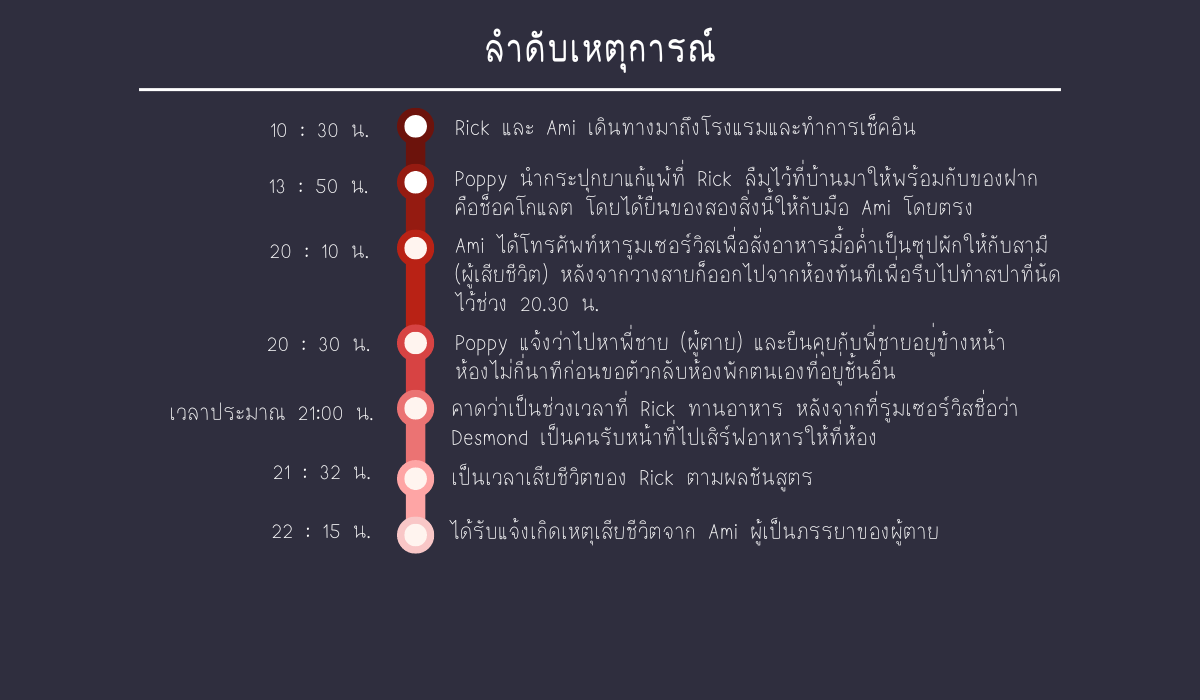 ลำดับเหตุการณ์
10 : 30 น.
Rick และ Ami เดินทางมาถึงโรงแรมและทำการเช็คอิน
13 : 50 น.
Poppy นำกระปุกยาแก้แพ้ที่ Rick ลืมไว้ที่บ้านมาให้พร้อมกับของฝาก
คือช็อคโกแลต โดยได้ยื่นของสองสิ่งนี้ให้กับมือ Ami โดยตรง
20 : 10 น.
Ami ได้โทรศัพท์หารูมเซอร์วิสเพื่อสั่งอาหารมื้อค่ำเป็นซุปผักให้กับสามี
(ผู้เสียชีวิต) หลังจากวางสายก็ออกไปจากห้องทันทีเพื่อรีบไปทำสปาที่นัด
ไว้ช่วง 20.30 น.
20 : 30 น.
Poppy แจ้งว่าไปหาพี่ชาย (ผู้ตาย) และยืนคุยกับพี่ชายอยู่ข้างหน้า
ห้องไม่กี่นาทีก่อนขอตัวกลับห้องพักตนเองที่อยู่ชั้นอื่น
เวลาประมาณ 21:00 น.
คาดว่าเป็นช่วงเวลาที่ Rick ทานอาหาร หลังจากที่รูมเซอร์วิสชื่อว่า
Desmond เป็นคนรับหน้าที่ไปเสิร์ฟอาหารให้ที่ห้อง
21 : 32 น.
เป็นเวลาเสียชีวิตของ Rick ตามผลชันสูตร
22 : 15 น.
ได้รับแจ้งเกิดเหตุเสียชีวิตจาก Ami ผู้เป็นภรรยาของผู้ตาย